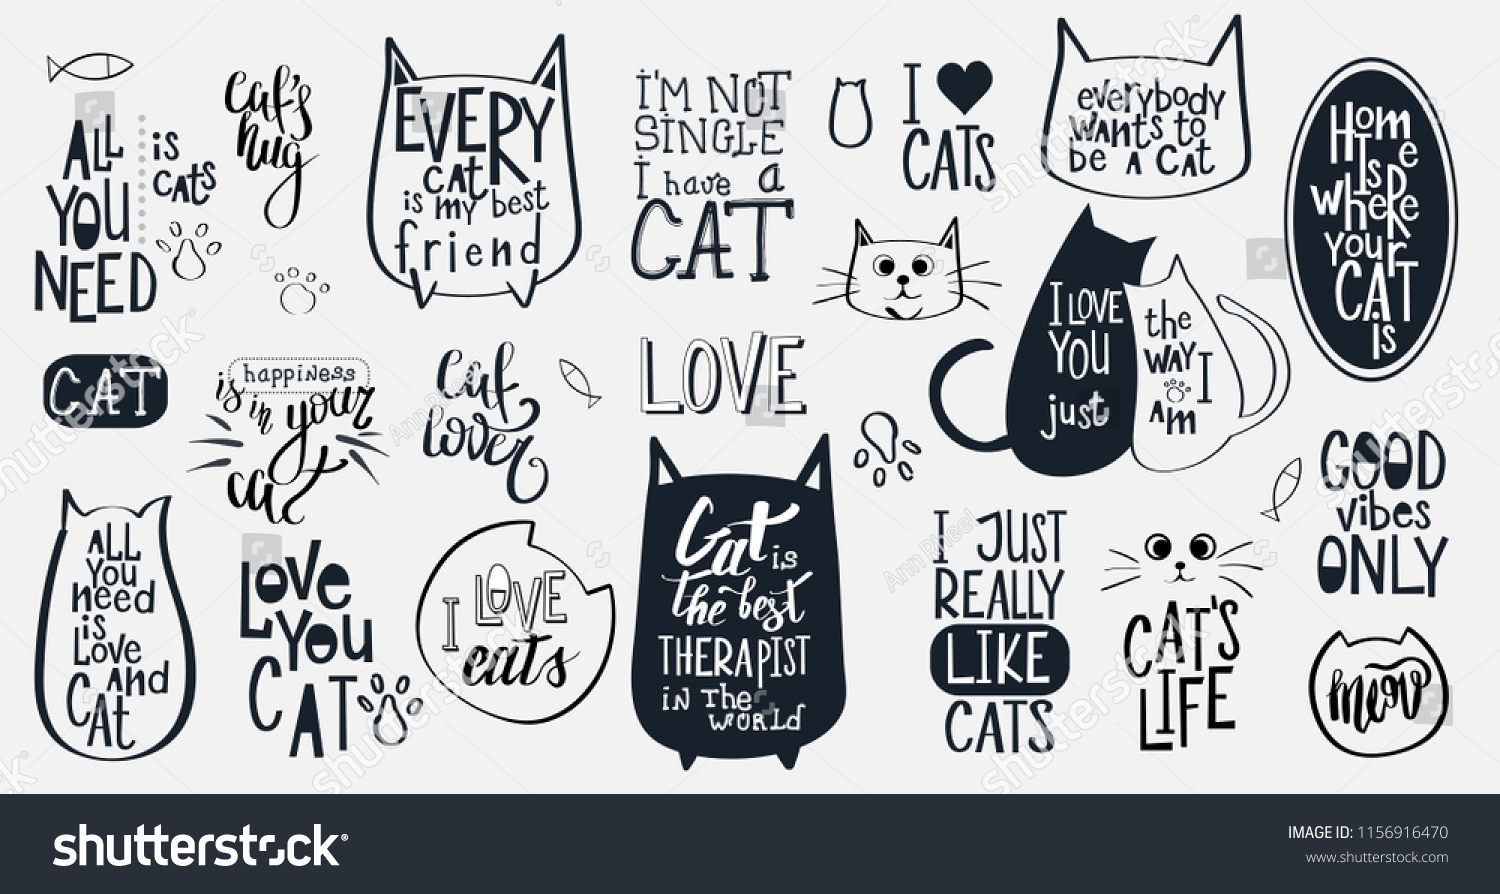 ALL
YOU
NEED
is
CATS
Cat's
hug
EVERY
CAT
is my best
friend
I'M NOT
SINGLE
I have a
CAT
I ♥
CATS
everybody
wants to
be a cat
Home
Is
where
your
CAT
is
CAT
happiness
is in your
cat
Cat
lover
LOVE
I LOVE
YOU
just
the
WAY I
AM
GOOD
vibes
ONLY
ALL
You
need
is
Love
and
Cat
Love
You
CAT
I LOVE
cats
Cat is
the best
THERAPIST
IN THE
WORLD
I JUST
REALLY
LIKE
CATS
CAT'S
LIFE
meow
shutterstock
IMAGE ID: 1156916470
www.shutterstock.com